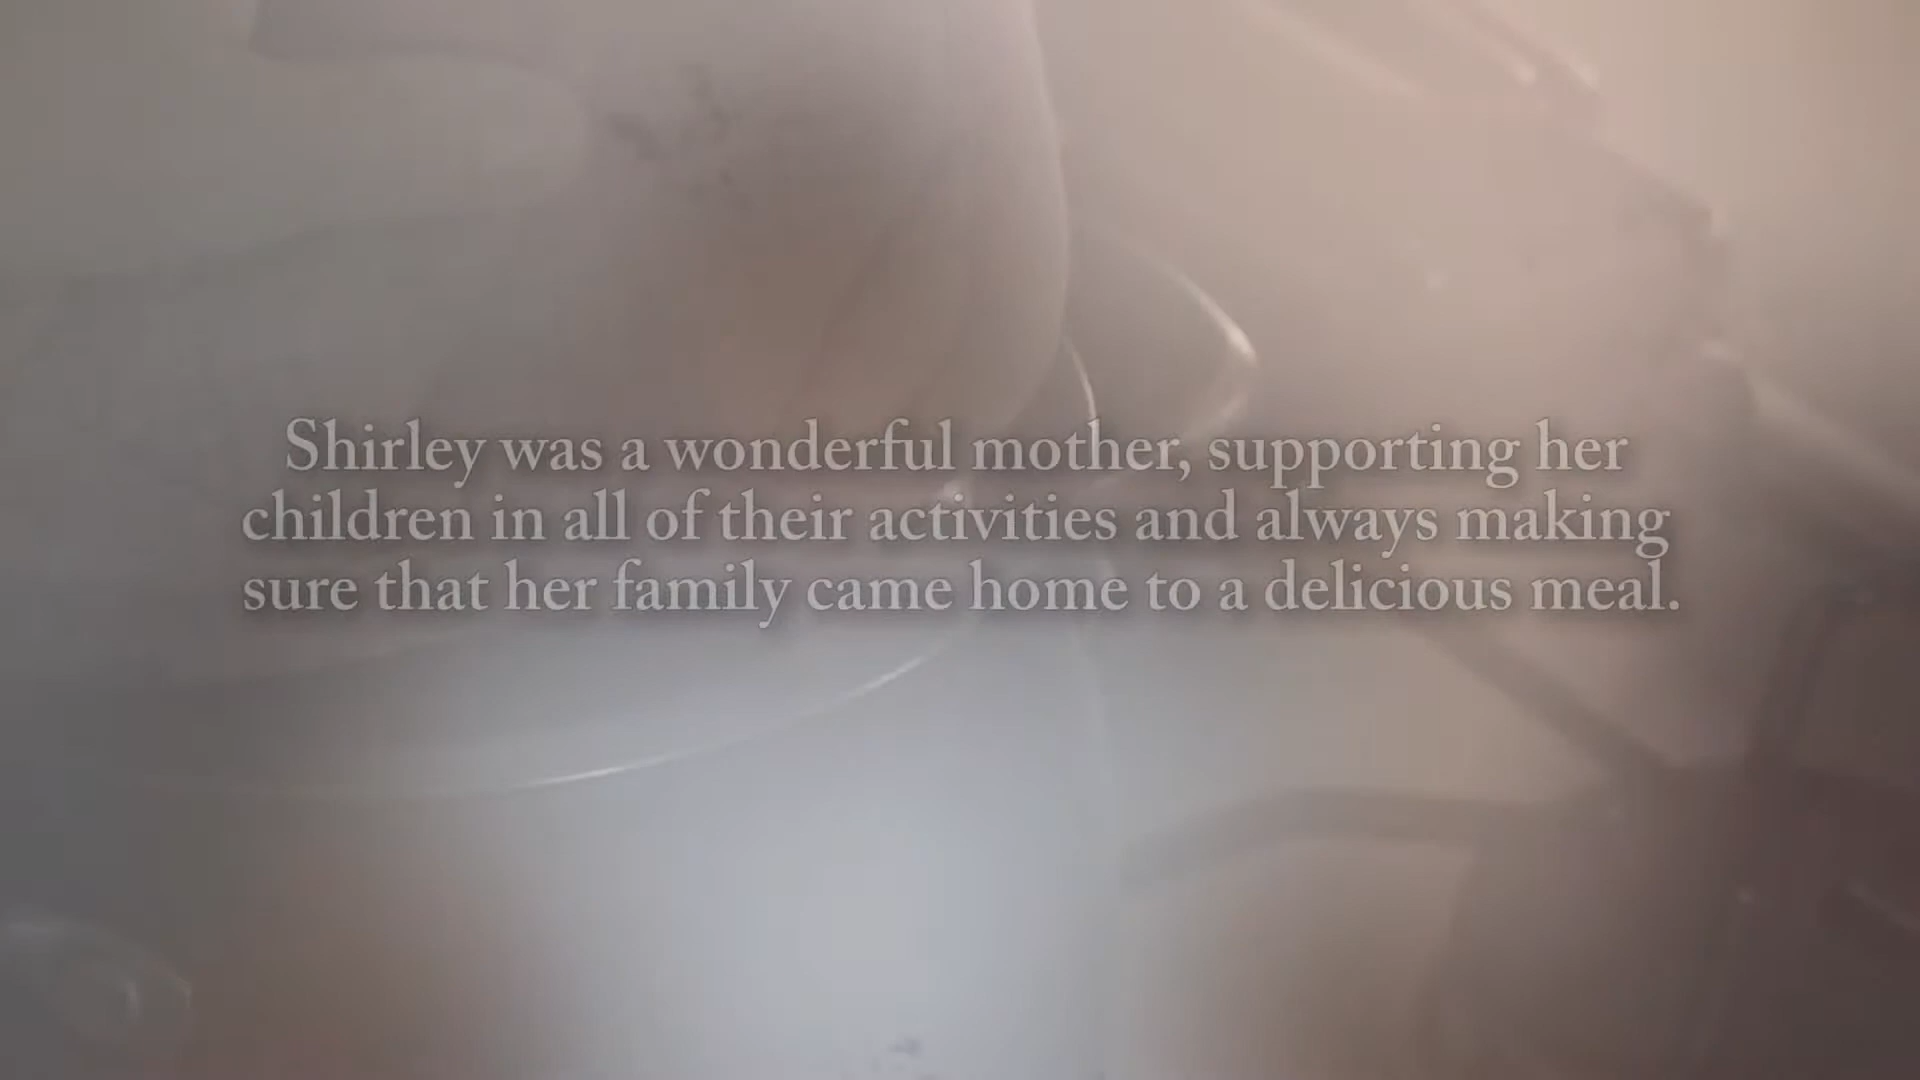 Shirley was a wonderful mother, supporting her
children in all of their activities and always making
sure that her family came home to a delicious meal.